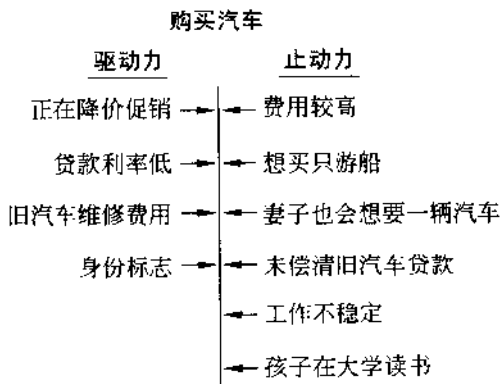 购买汽车
驱动力 止动力
正在降价促销 费用较高
贷款利率低 想买只游船
旧汽车维修费用 妻子也会想要一辆汽车
身份标志 未偿清旧汽车贷款
工作不稳定
孩子在大学读书